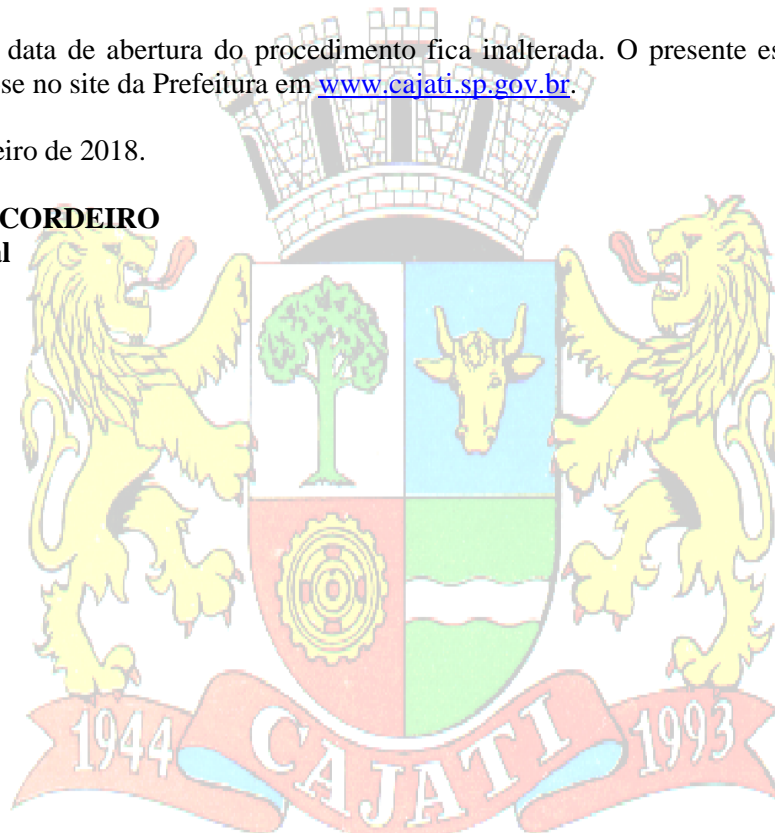 data de abertura do procedimento fica inalterada. O presente es
se no site da Prefeitura em www.cajati.sp.gov.br.
eiro de 2018.
CORDEIRO
al
1944 CAJATI 1993